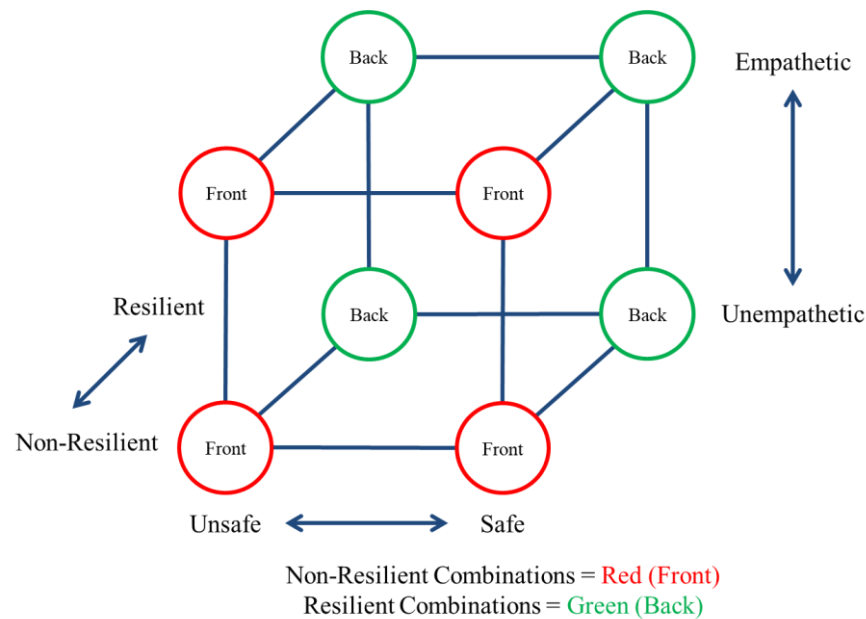 Back
Back
Empathetic
Front
Front
Resilient
Back
Back
Unempathetic
Non-Resilient
Front
Front
Unsafe
Safe
Non-Resilient Combinations = Red (Front)
Resilient Combinations = Green (Back)